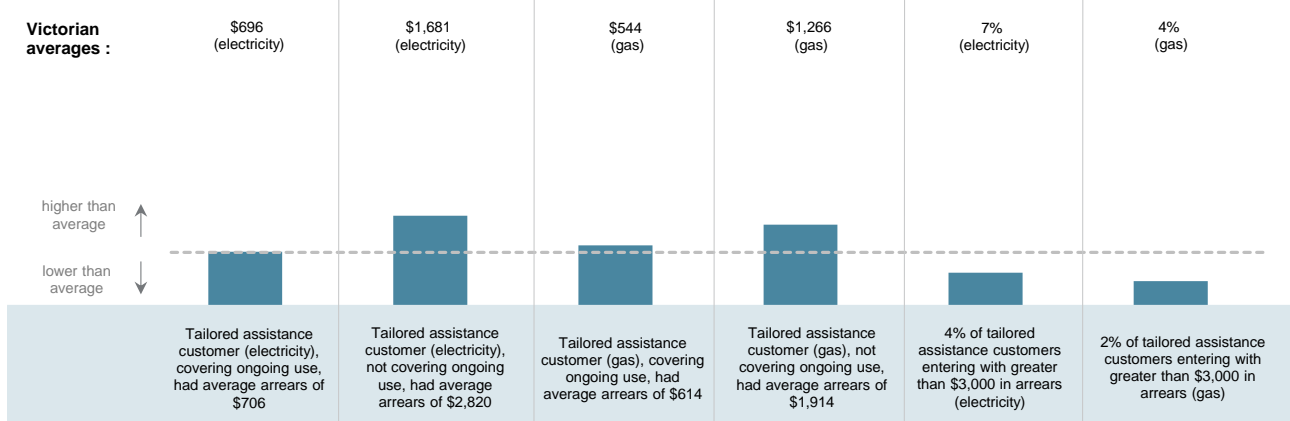 Victorian
averages :
$696
(electricity)
$1,681
(electricity)
$544
(gas)
$1,266
(gas)
7%
(electricity)
4%
(gas)
higher than
average
lower than
average
Tailored assistance
customer (electricity),
covering ongoing use,
had average arrears of
$706
Tailored assistance
customer (electricity),
not covering ongoing
use, had average
arrears of $2,820
Tailored assistance
customer (gas), covering
ongoing use, had
average arrears of $614
Tailored assistance
customer (gas), not
covering ongoing use,
had average arrears of
$1,914
4% of tailored
assistance customers
entering with greater
than $3,000 in arrears
(electricity)
2% of tailored assistance
customers entering with
greater than $3,000 in
arrears (gas)